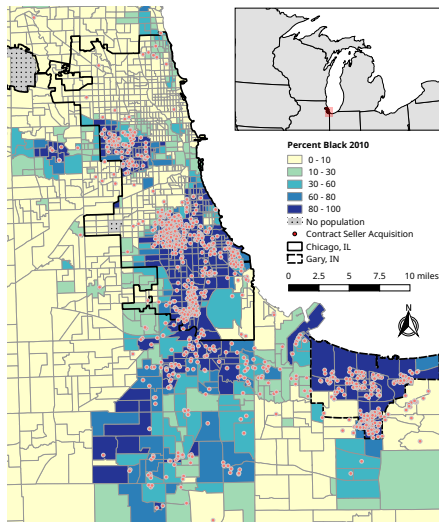 Percent Black 2010
0 - 10
10 - 30
30 - 60
60 - 80
80 - 100
No population
Contract Seller Acquisition
Chicago, IL
Gary, IN
0 2.5 5 7.5 10 miles
N